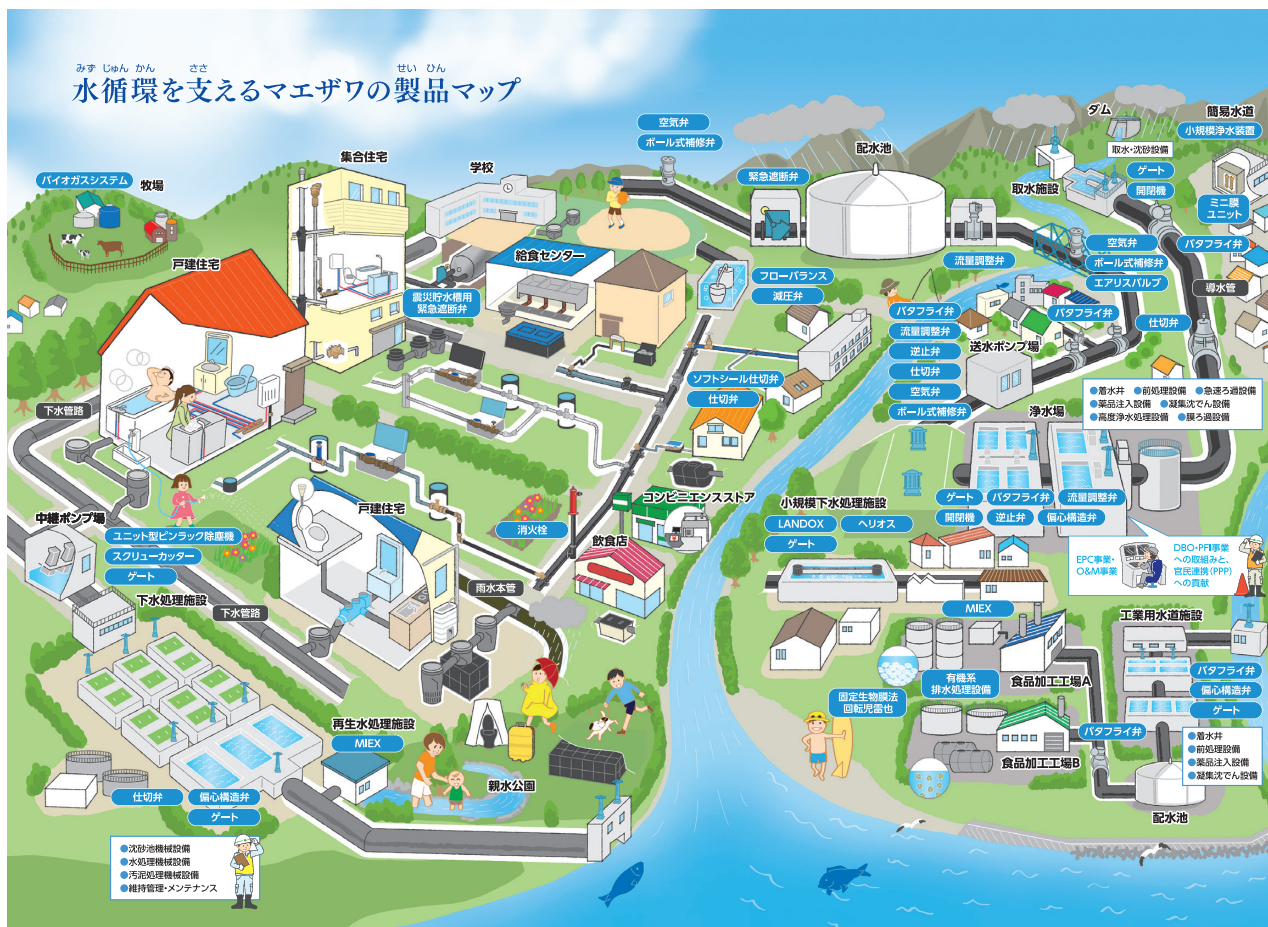 みず じゅん かん ささ せい ひん
水循環を支えるマエザワの製品マップ
バイオガスシステム
牧場
集合住宅
学校
空気弁
ボール式補修弁
緊急遮断弁
配水池
ダム
取水・沈砂設備
簡易水道
小規模浄水装置
取水施設
ゲート
開閉機
ミニ膜
ユニット
戸建住宅
給食センター
震災貯水槽用
緊急遮断弁
フローバランス
減圧弁
流量調整弁
空気弁
ボール式補修弁
エアリスバルブ
バタフライ弁
導水管
バタフライ弁
流量調整弁
逆止弁
仕切弁
空気弁
ボール式補修弁
バタフライ弁
送水ポンプ場
仕切弁
ソフトシール仕切弁
仕切弁
●着水井 ●前処理設備 ●急速ろ過設備
●薬品注入設備 ●凝集沈でん設備
●高度浄水処理設備 ●膜ろ過設備
浄水場
下水管路
中継ポンプ場
ユニット型ピンラック除塵機
スクリューカッター
ゲート
戸建住宅
消火栓
コンビニエンスストア
飲食店
小規模下水処理施設
LANDOX
ヘリオス
ゲート
ゲート
バタフライ弁
流量調整弁
開閉機
逆止弁
偏心構造弁
EPC事業・
O&M事業
DBO・PFI事業
への取組みと、
官民連携(PPP)
への貢献
下水処理施設
下水管路
雨水本管
MIEX
工業用水道施設
バタフライ弁
偏心構造弁
ゲート
有機系
排水処理設備
食品加工工場A
固定生物膜法
回転児雷也
食品加工工場B
バタフライ弁
●着水井
●前処理設備
●薬品注入設備
●凝集沈でん設備
配水池
再生水処理施設
MIEX
親水公園
仕切弁
偏心構造弁
ゲート
●沈砂池機械設備
●水処理機械設備
●汚泥処理機械設備
●維持管理・メンテナンス